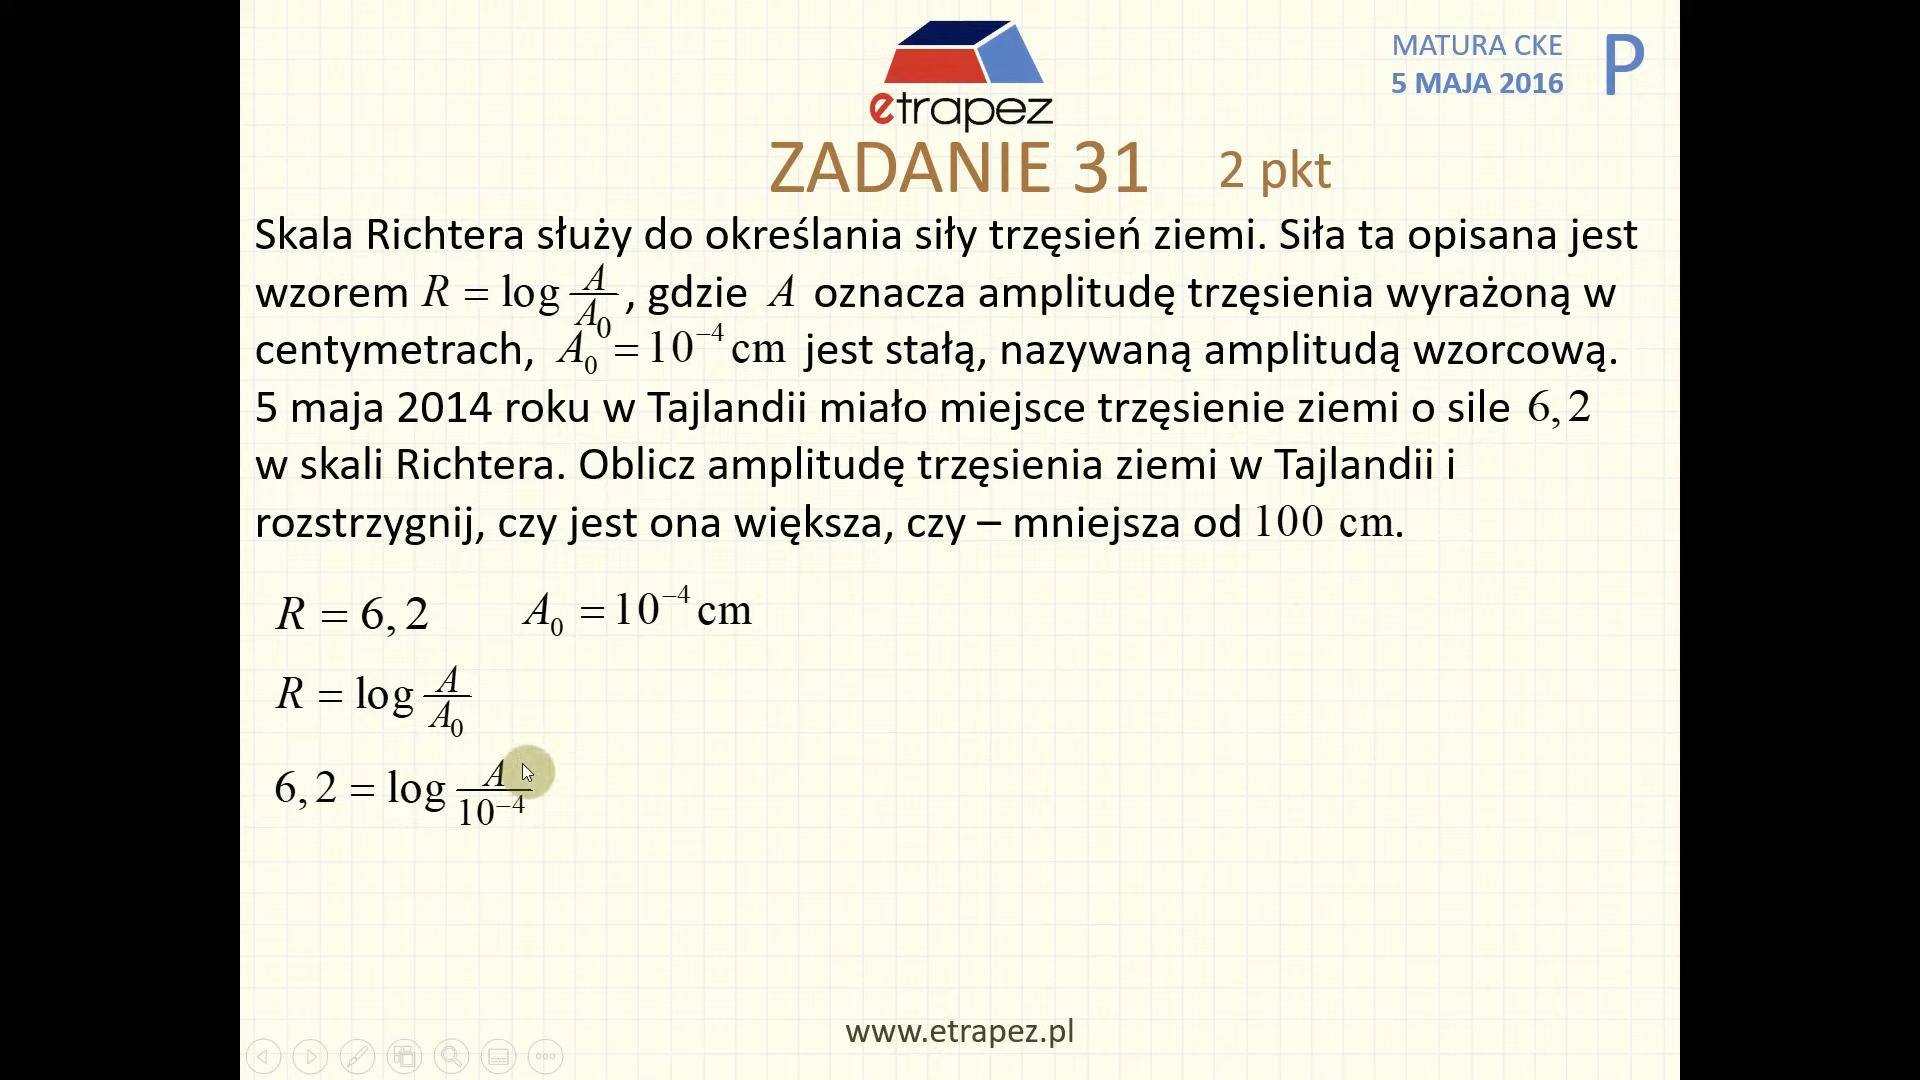 etrapez
MATURA CKE
5 MAJA 2016
P
ZADANIE 31 2 pkt
Skala Richtera służy do określania siły trzęsień ziemi. Siła ta opisana jest
wzorem R = log A/A₀, gdzie A oznacza amplitudę trzęsienia wyrażoną w
centymetrach, A₀ = 10⁻⁴ cm jest stałą, nazywaną amplitudą wzorcową.
5 maja 2014 roku w Tajlandii miało miejsce trzęsienie ziemi o sile 6,2
w skali Richtera. Oblicz amplitudę trzęsienia ziemi w Tajlandii i
rozstrzygnij, czy jest ona większa, czy – mniejsza od 100 cm.
R = 6,2 A₀ = 10⁻⁴ cm
R = log A/A₀
6,2 = log A/10⁻⁴
www.etrapez.pl